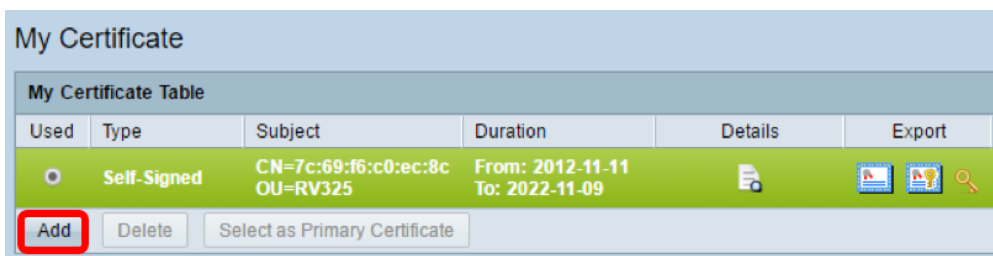 My Certificate
My Certificate Table
Used Type Subject Duration Details Export
Self-Signed CN=7c:69:f6:c0:ec:8c From: 2012-11-11
OU=RV325 To: 2022-11-09
Add Delete Select as Primary Certificate